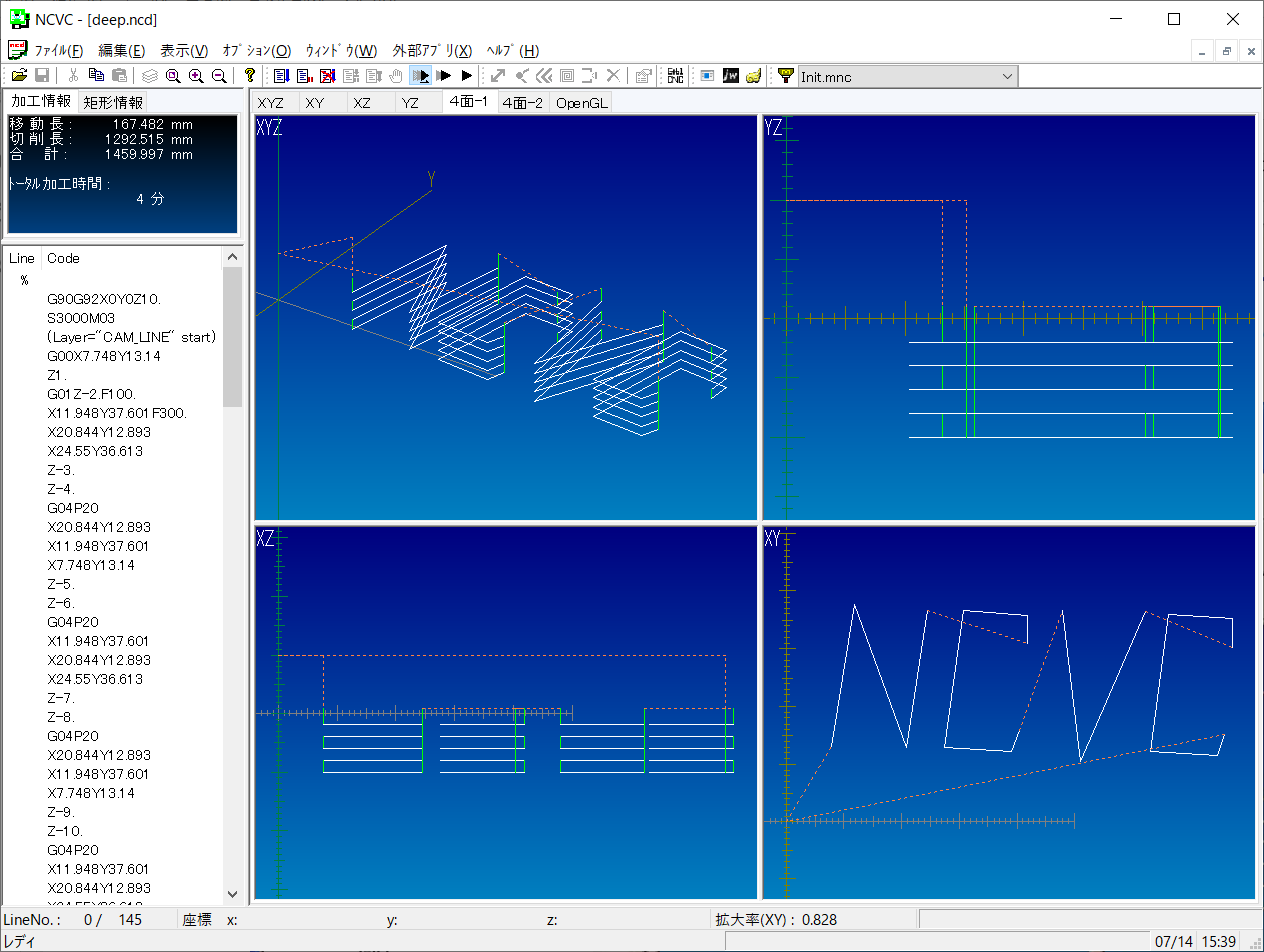 NCVC - [deep.ncd]
ファイル(F) 編集(E) 表示(V) オプション(O) ウィンドウ(W) 外部アプリ(X) ヘルプ(H)
Init.mnc
加工情報 矩形情報
XYZ XY XZ YZ 4面-1 4面-2 OpenGL
移 動 長 : 167.482 mm
切 削 長 : 1292.515 mm
合 計 : 1459.997 mm
トータル加工時間 :
4 分
Line Code
%
G90G92X0Y0Z10.
S3000M03
(Layer="CAM_LINE" start)
G00X7.748Y13.14
Z1.
G01Z-2.F100.
X11.948Y37.601F300.
X20.844Y12.893
X24.55Y36.613
Z-3.
Z-4.
G04P20
X20.844Y12.893
X11.948Y37.601
X7.748Y13.14
Z-5.
Z-6.
G04P20
X11.948Y37.601
X20.844Y12.893
X24.55Y36.613
Z-7.
Z-8.
G04P20
X20.844Y12.893
X11.948Y37.601
X7.748Y13.14
Z-9.
Z-10.
G04P20
X11.948Y37.601
X20.844Y12.893
X24.55Y36.613
XYZ
Y
YZ
XZ
XY
LineNo. : 0 / 145 座標 x: y: z: 拡大率(XY) : 0.828
レディ 07/14 15:39